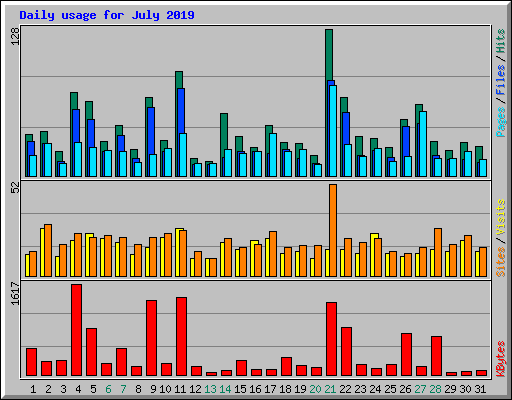 Daily usage for July 2019
128
Pages / Files / Hits
52
Sites / Visits
1617
KBytes
1 2 3 4 5 6 7 8 9 10 11 12 13 14 15 16 17 18 19 20 21 22 23 24 25 26 27 28 29 30 31